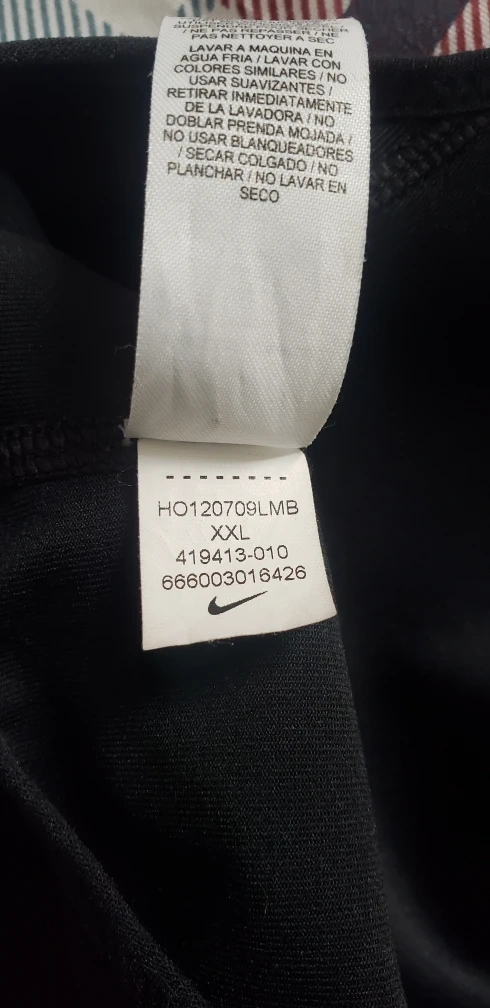 / NE PAS REPASSER / NE
PAS NETTOYER A SEC
LAVAR A MAQUINA EN
AGUA FRIA / LAVAR CON
COLORES SIMILARES / NO
USAR SUAVIZANTES /
RETIRAR INMEDIATAMENTE
DE LA LAVADORA / NO
DOBLAR PRENDA MOJADA /
NO USAR BLANQUEADORES
/ SECAR COLGADO / NO
PLANCHAR / NO LAVAR EN
SECO
HO120709LMB
XXL
419413-010
666003016426